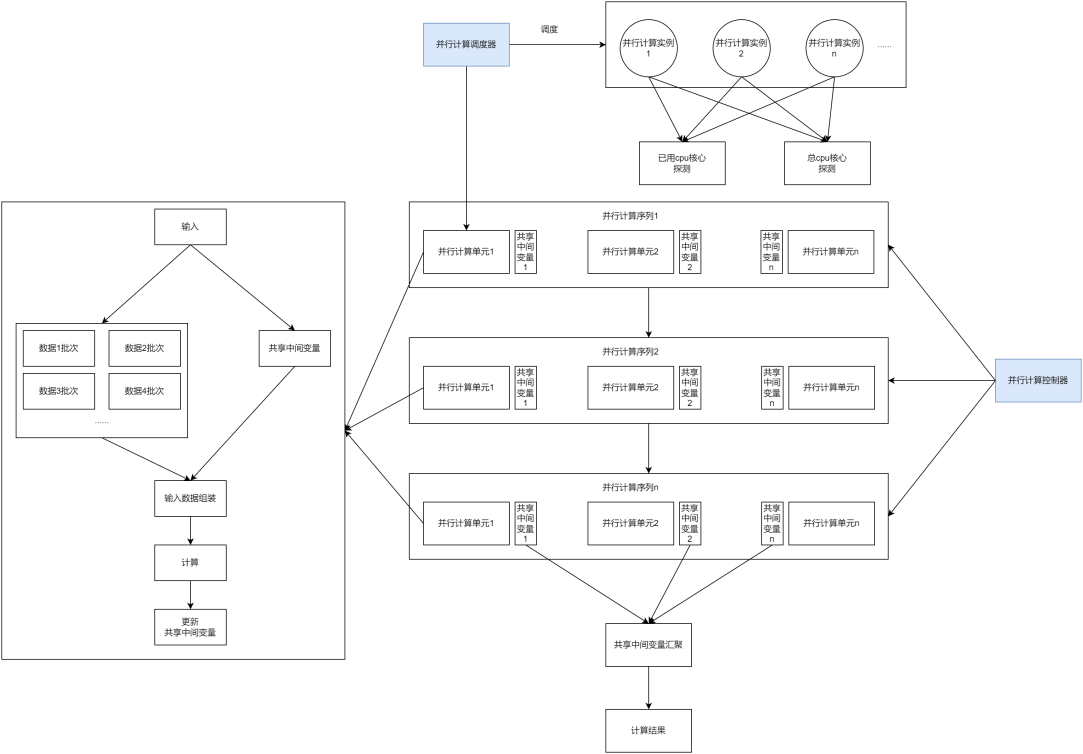 并行计算调度器
调度
并行计算实例
1
并行计算实例
2
并行计算实例
n
......
已用cpu核心
探测
总cpu核心
探测
输入
数据1批次
数据2批次
数据3批次
数据4批次
......
共享中间变量
输入数据组装
计算
更新
共享中间变量
并行计算序列1
并行计算单元1
共享
中间
变量
1
并行计算单元2
共享
中间
变量
2
共享
中间
变量
n
并行计算单元n
并行计算序列2
并行计算单元1
共享
中间
变量
1
并行计算单元2
共享
中间
变量
2
共享
中间
变量
n
并行计算单元n
并行计算序列n
并行计算单元1
共享
中间
变量
1
并行计算单元2
共享
中间
变量
2
共享
中间
变量
n
并行计算单元n
并行计算控制器
共享中间变量汇聚
计算结果